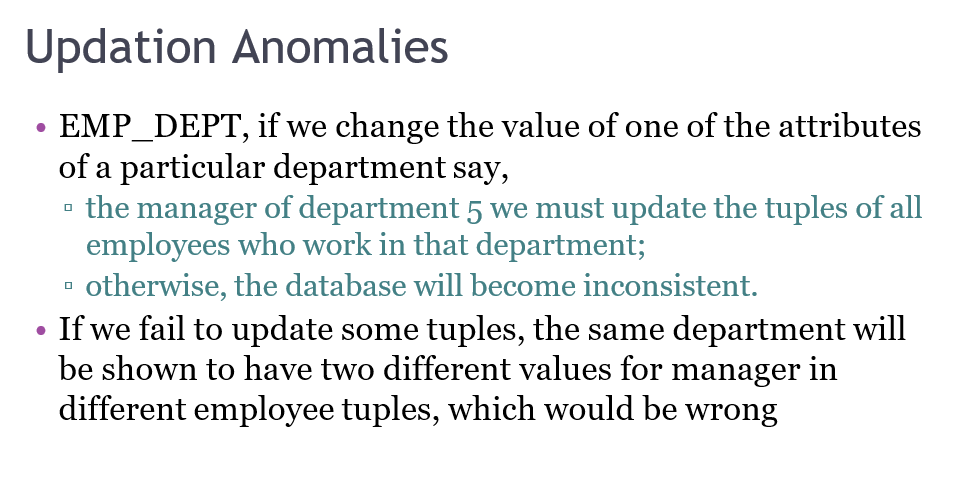 Updation Anomalies
• EMP_DEPT, if we change the value of one of the attributes
of a particular department say,
▫ the manager of department 5 we must update the tuples of all
employees who work in that department;
▫ otherwise, the database will become inconsistent.
• If we fail to update some tuples, the same department will
be shown to have two different values for manager in
different employee tuples, which would be wrong